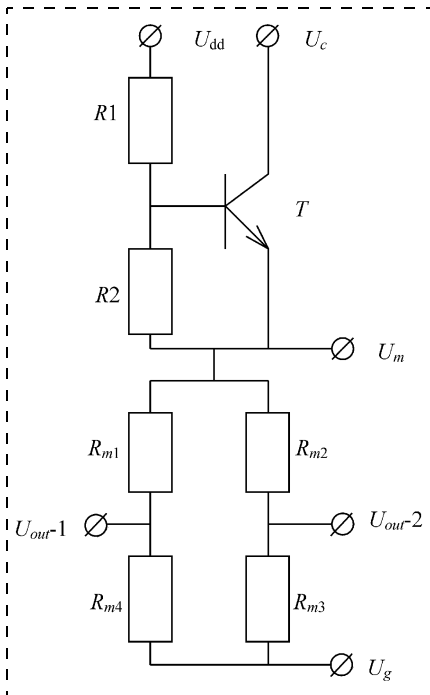 U_dd
U_c
R1
T
R2
U_m
R_m1
R_m2
U_out-1
U_out-2
R_m4
R_m3
U_g